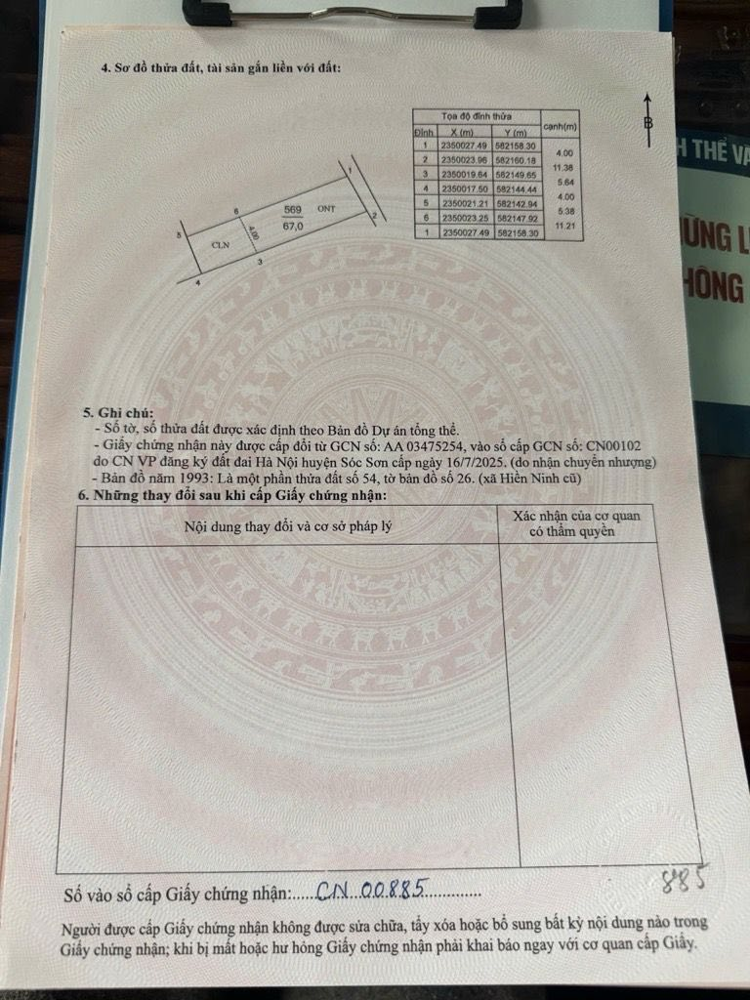 4. Sơ đồ thửa đất, tài sản gắn liền với đất:
Tọa độ đỉnh thửa cạnh(m)
Đỉnh X (m) Y (m)
1 2350027.49 582158.30
4.00
2 2350023.96 582160.18
11.38
3 2350019.64 582149.65
5.64
4 2350017.50 582144.44
4.00
5 2350021.21 582142.94
5.38
6 2350023.25 582147.92
11.21
1 2350027.49 582158.30
B
1
6
569 ONT
67,0
2
5
4.00
CLN
3
4
H THỂ VÀ
ỪNG L
HÔNG
5. Ghi chú:
- Số tờ, số thửa đất được xác định theo Bản đồ Dự án tổng thể.
- Giấy chứng nhận này được cấp đổi từ GCN số: AA 03475254, vào sổ cấp GCN số: CN00102
do CN VP đăng ký đất đai Hà Nội huyện Sóc Sơn cấp ngày 16/7/2025. (do nhận chuyển nhượng)
- Bản đồ năm 1993: Là một phần thửa đất số 54, tờ bản đồ số 26. (xã Hiền Ninh cũ)
6. Những thay đổi sau khi cấp Giấy chứng nhận:
Nội dung thay đổi và cơ sở pháp lý
Xác nhận của cơ quan
có thẩm quyền
Số vào sổ cấp Giấy chứng nhận:......CN...00885..............
885
Người được cấp Giấy chứng nhận không được sửa chữa, tẩy xóa hoặc bổ sung bất kỳ nội dung nào trong
Giấy chứng nhận; khi bị mất hoặc hư hỏng Giấy chứng nhận phải khai báo ngay với cơ quan cấp Giấy.